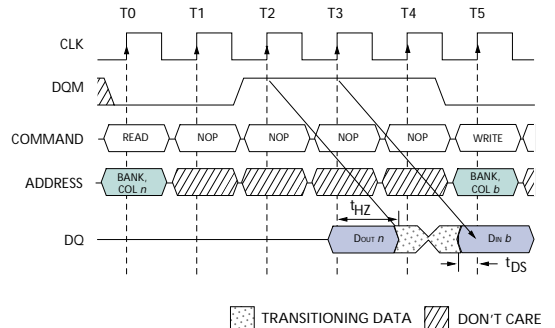 T0 T1 T2 T3 T4 T5
CLK
DQM
COMMAND READ NOP NOP NOP NOP WRITE
ADDRESS BANK, COL n BANK, COL b
tHZ
DQ DOUT n DIN b
tDS
TRANSITIONING DATA DON'T CARE